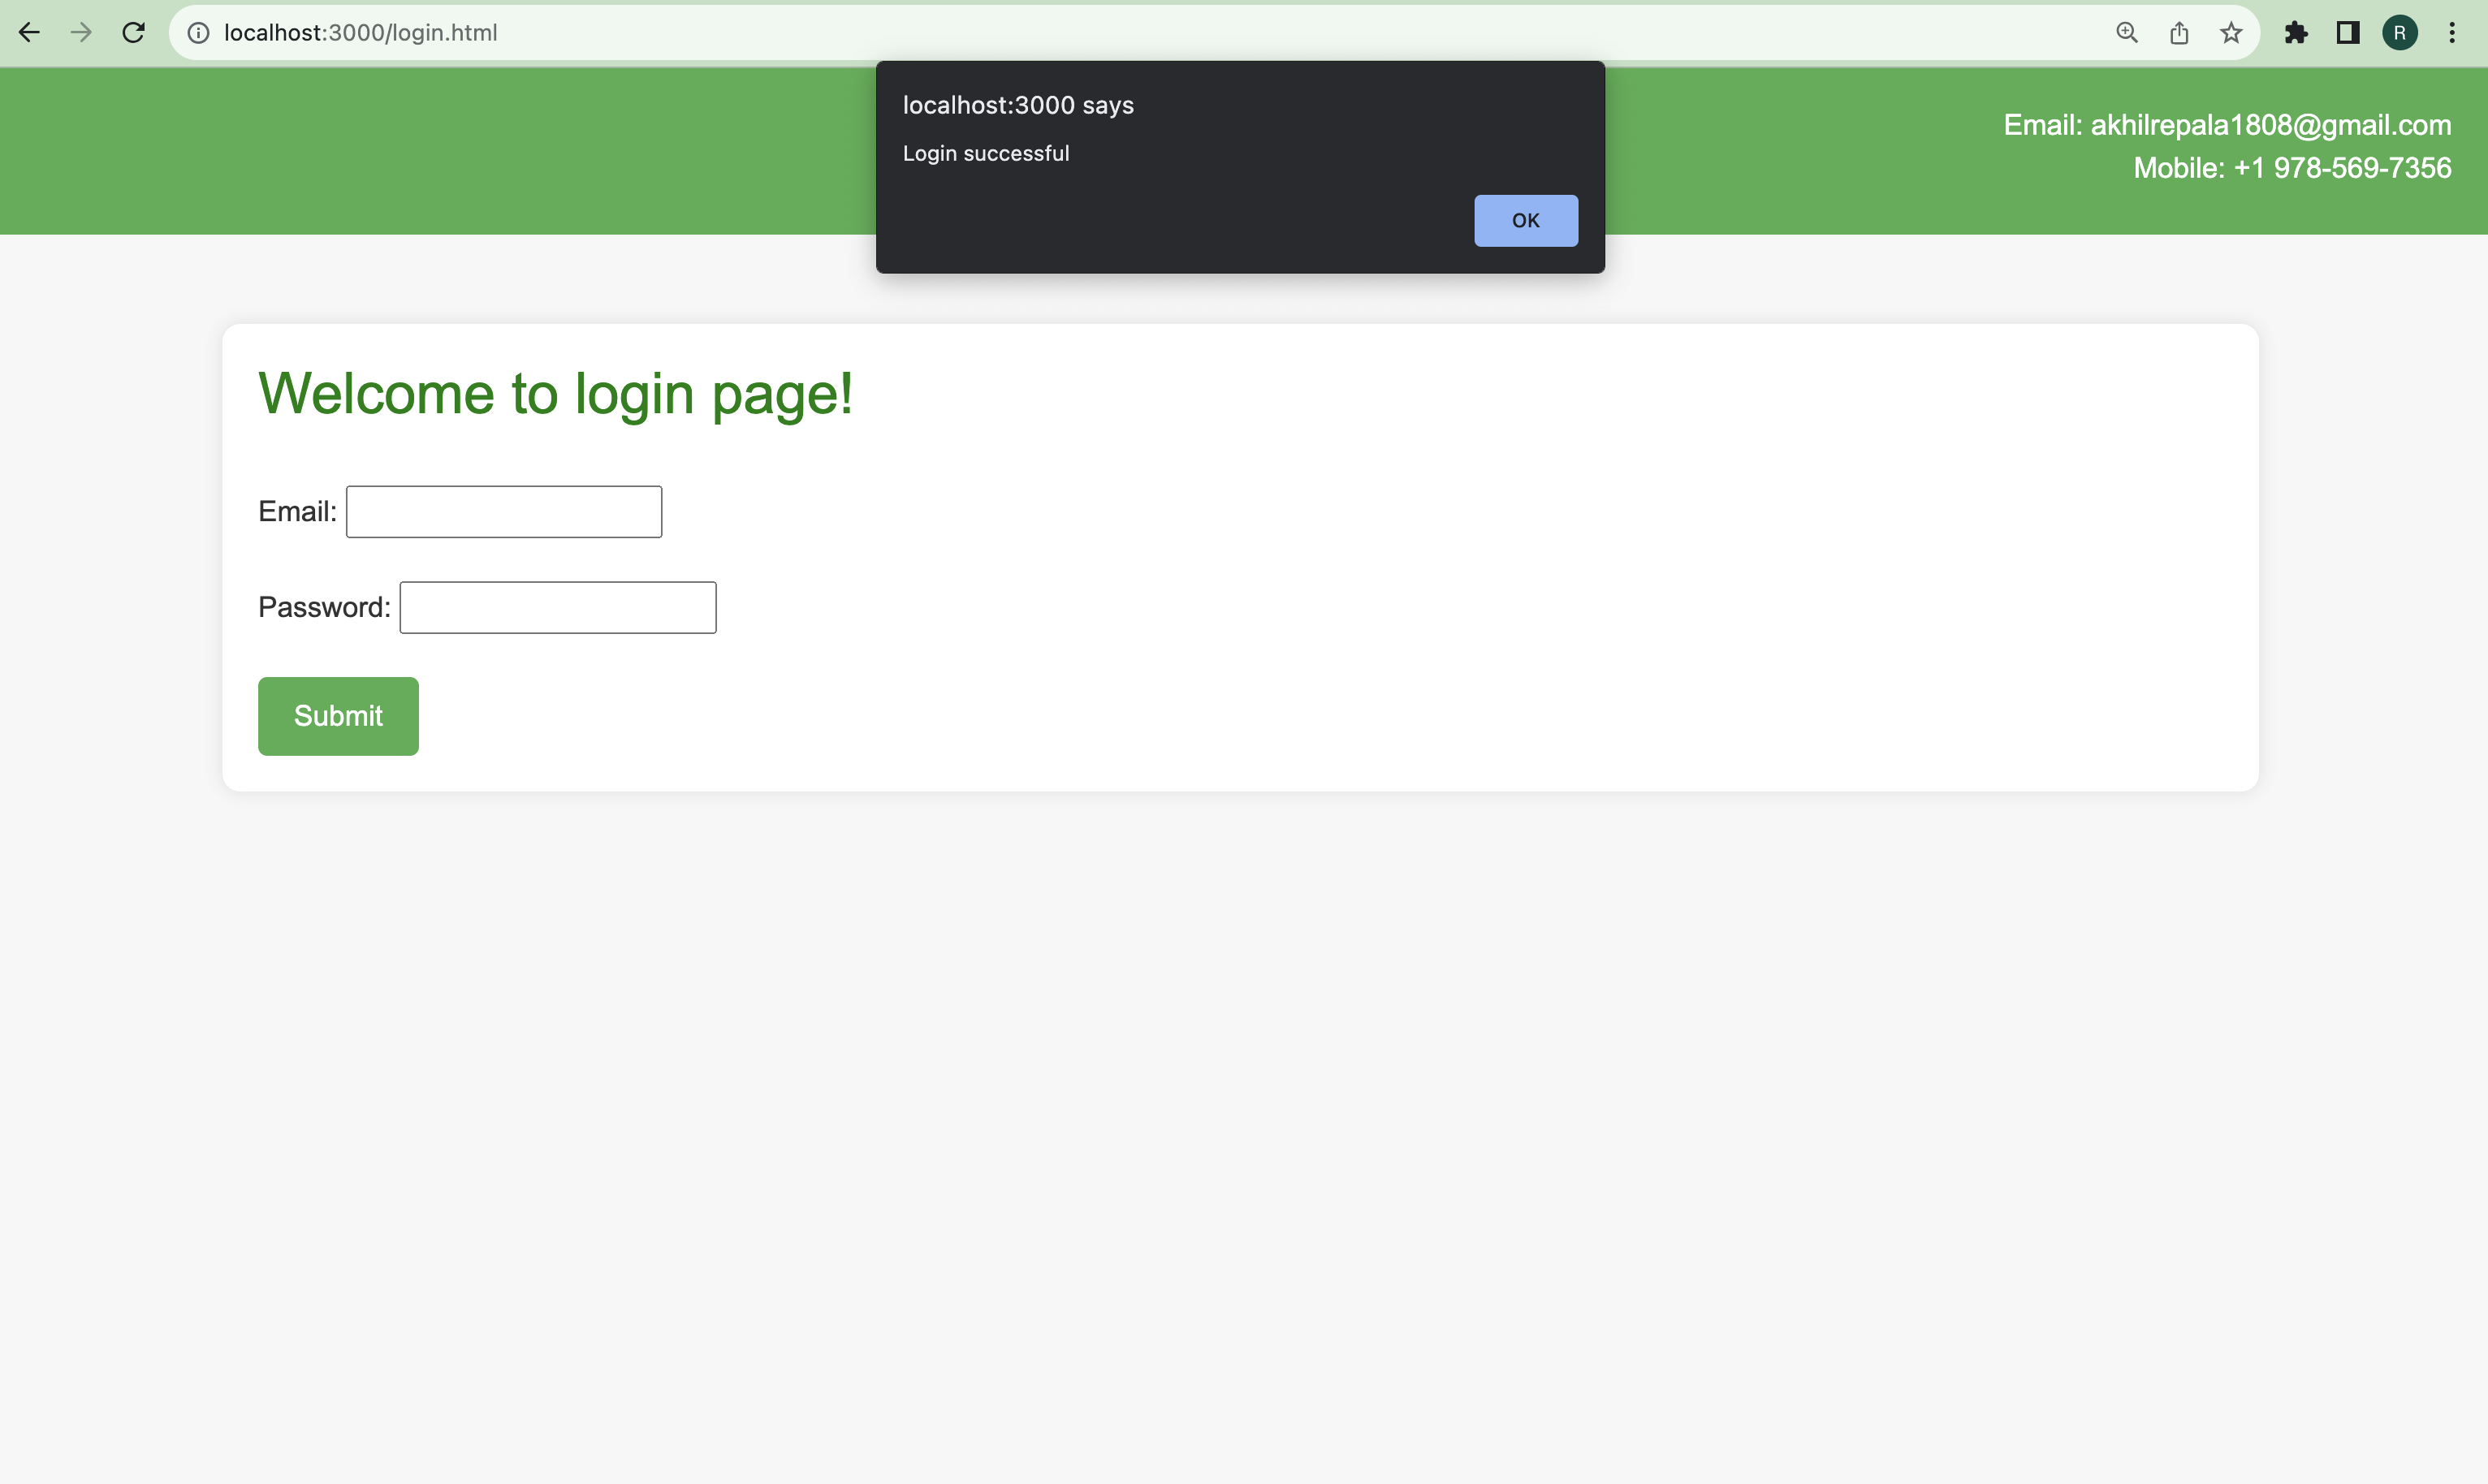 localhost:3000/login.html
R
localhost:3000 says
Login successful
OK
Email: akhilrepala1808@gmail.com
Mobile: +1 978-569-7356
Welcome to login page!
Email:
Password:
Submit